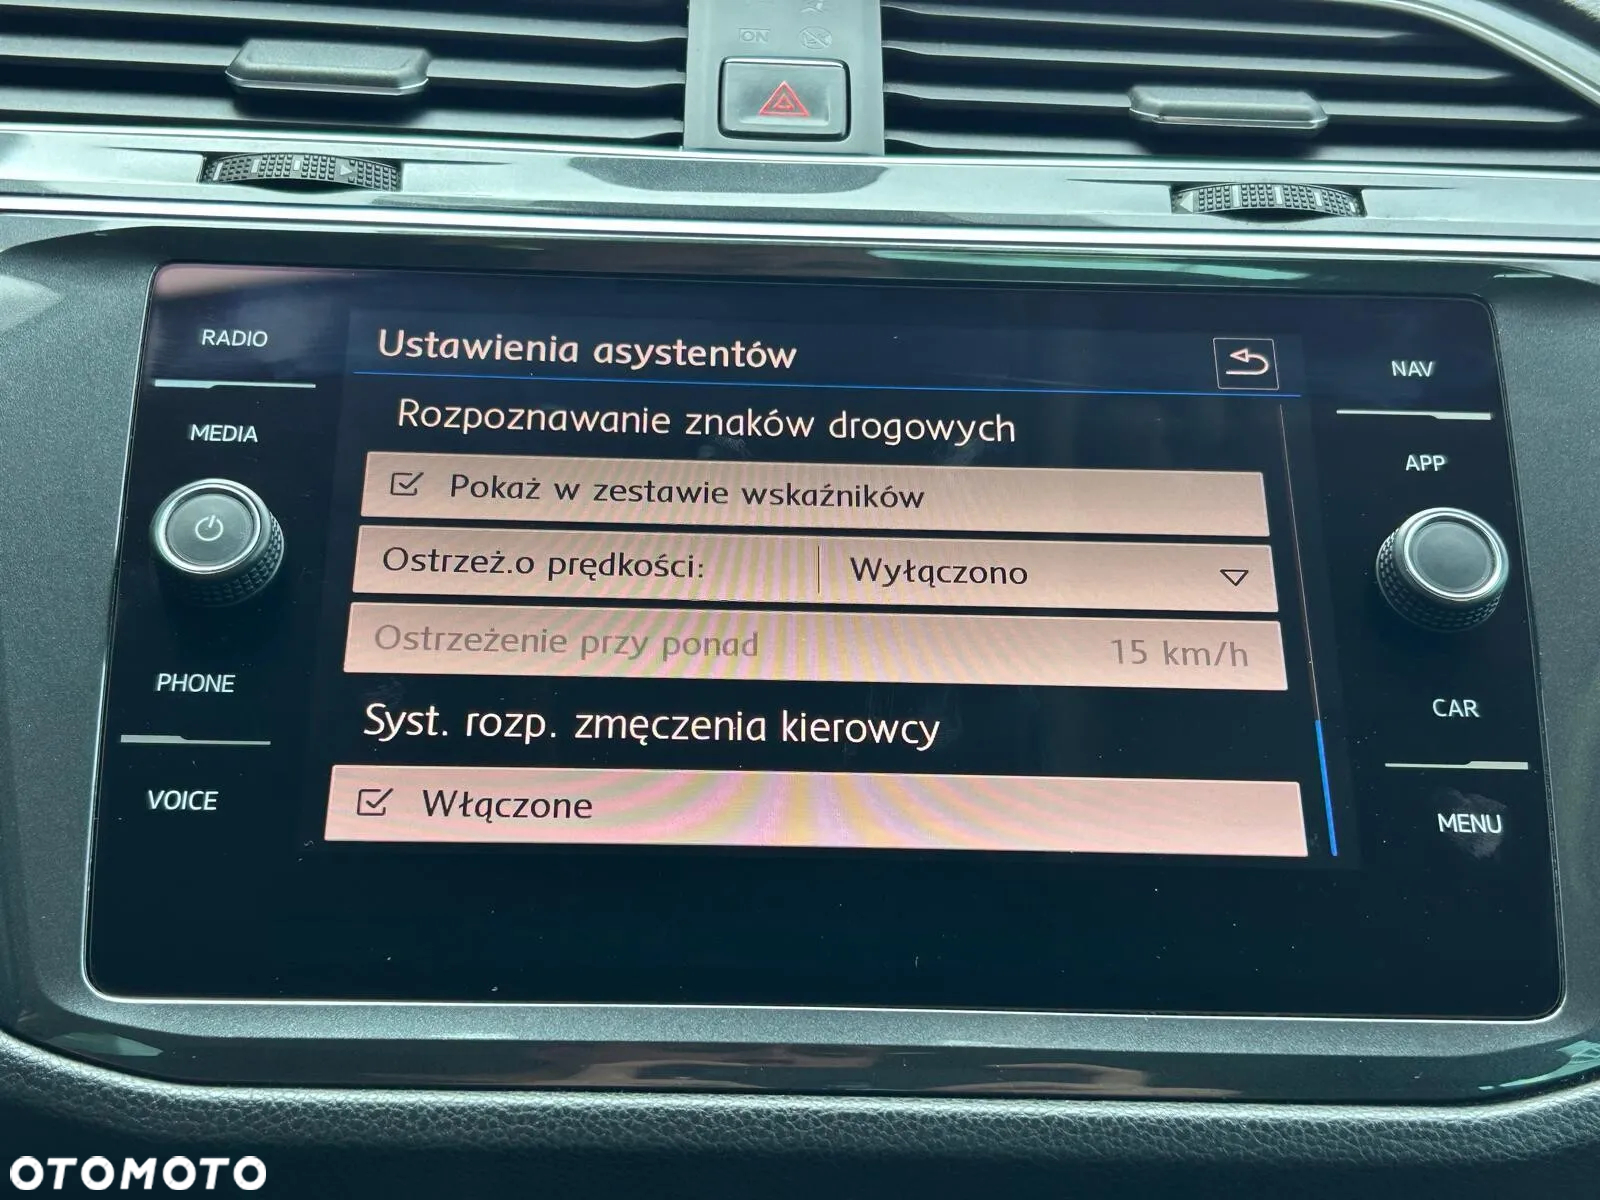 ON
RADIO
MEDIA
PHONE
VOICE
Ustawienia asystentów
Rozpoznawanie znaków drogowych
Pokaż w zestawie wskaźników
Ostrzeż.o prędkości: Wyłączono
Ostrzeżenie przy ponad 15 km/h
Syst. rozp. zmęczenia kierowcy
Włączone
NAV
APP
CAR
MENU
OTOMOTO